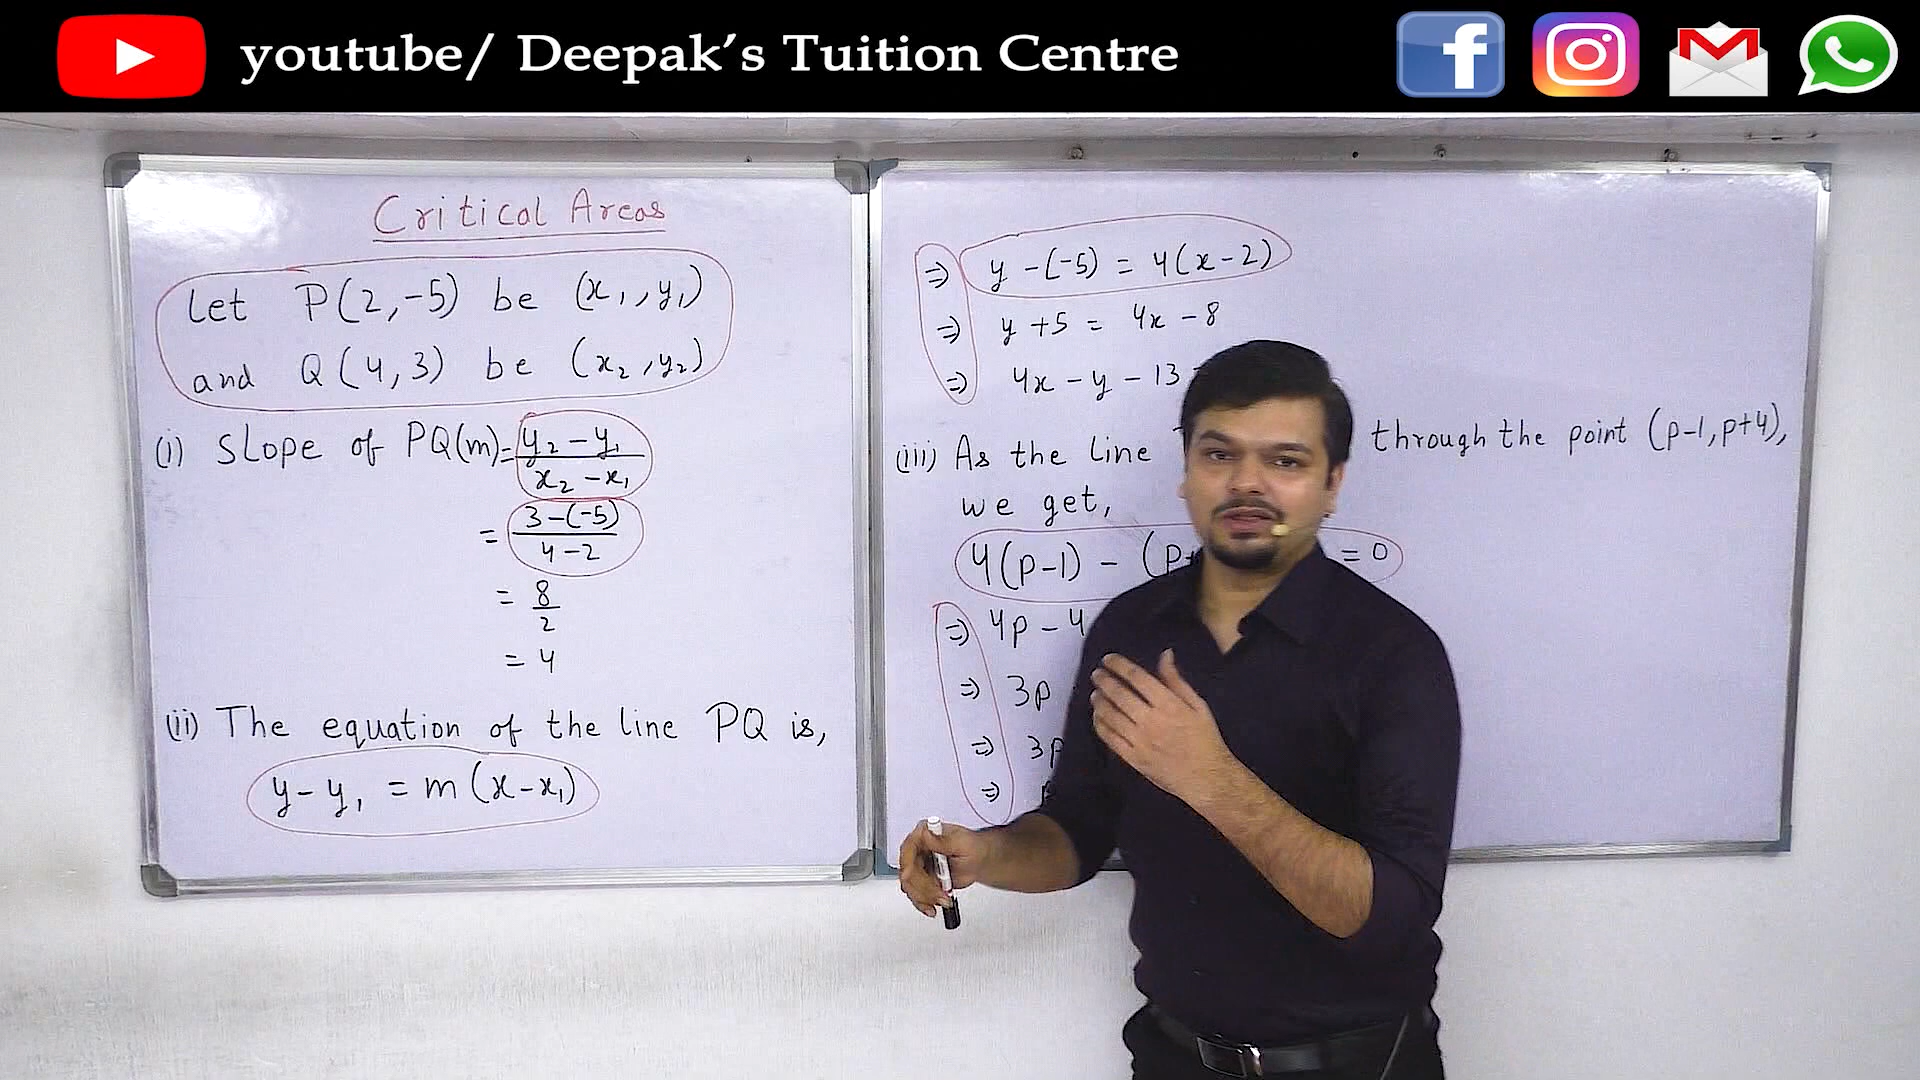 youtube/ Deepak's Tuition Centre
Critical Areas
Let P(2,-5) be (x₁,y₁)
and Q(4,3) be (x₂,y₂)
(i) Slope of PQ(m)= y₂-y₁ / x₂-x₁
= 3-(-5) / 4-2
= 8/2
= 4
(ii) The equation of the line PQ is,
y-y₁ = m(x-x₁)
⇒ y-(-5) = 4(x-2)
⇒ y+5 = 4x-8
⇒ 4x-y-13
(iii) As the line through the point (p-1,p+4),
we get,
4(p-1) - (p+ =0
⇒ 4p-4
⇒ 3p
⇒ 3p
⇒